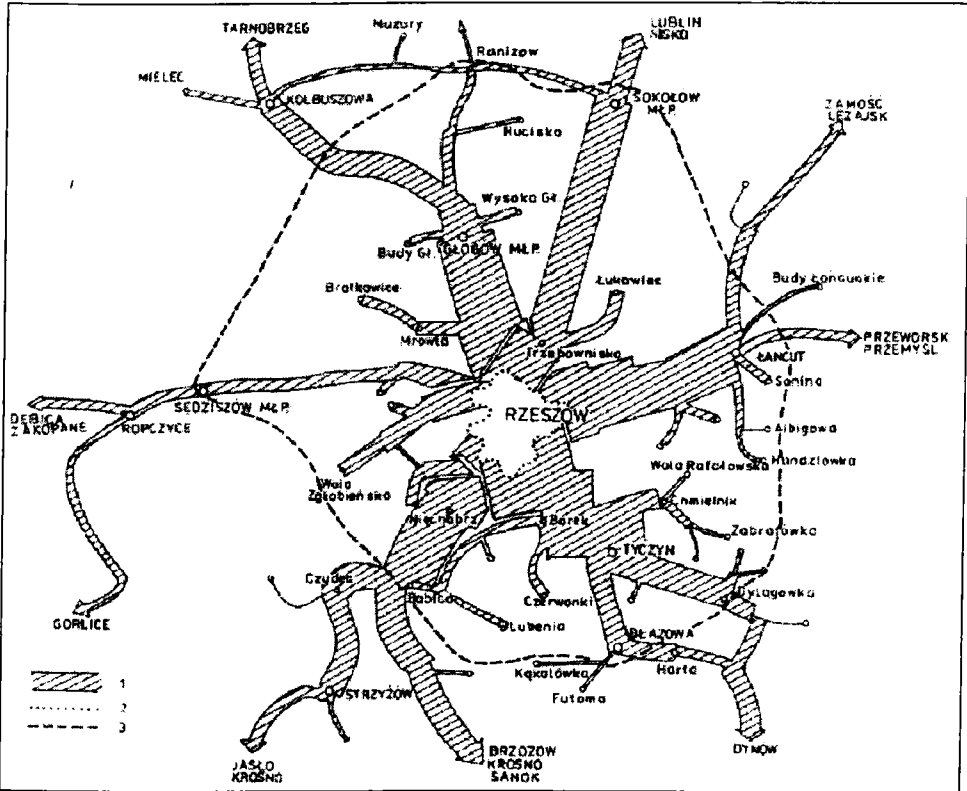 TARNOBRZEG
Mazury
Ranizow
LUBLIN
NISKO
MIELEC
KOLBUSZOWA
SOKOŁÓW
MŁP.
ZAMOŚĆ
LEŻAJSK
Huciska
Wysoka Gł.
Budy Gł.
GŁOGÓW MŁP.
Bratkowice
Łukawiec
Budy Łańcuckie
Mrowla
Trzebownisko
PRZEWORSK
PRZEMYŚL
ŁAŃCUT
Sonina
SĘDZISZÓW MŁP.
RZESZÓW
DĘBICA
ZAKOPANE
ROPCZYCE
Albigowa
Handzlówka
Wola Rafałowska
Wola
Zgłobieńska
Chmielnik
Niechobrz
Borek
Zabratówka
TYCZYN
Czudec
Babica
Czerwonki
Dylągówka
GORLICE
Lubenia
BŁAŻOWA
Kąkolówka
Harta
Futoma
1
2
3
STRZYŻÓW
JASŁO
KROSNO
BRZOZÓW
KROSNO
SANOK
DYNÓW